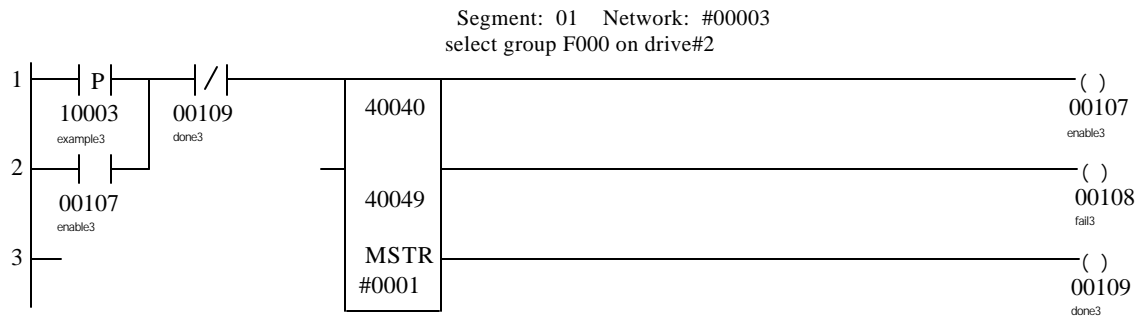 Segment: 01 Network: #00003
select group F000 on drive#2
1 P ( )
10003 00109 40040 00107
example3 done3 enable3
2 ( )
00107 40049 00108
enable3 fail3
3 MSTR ( )
#0001 00109
done3